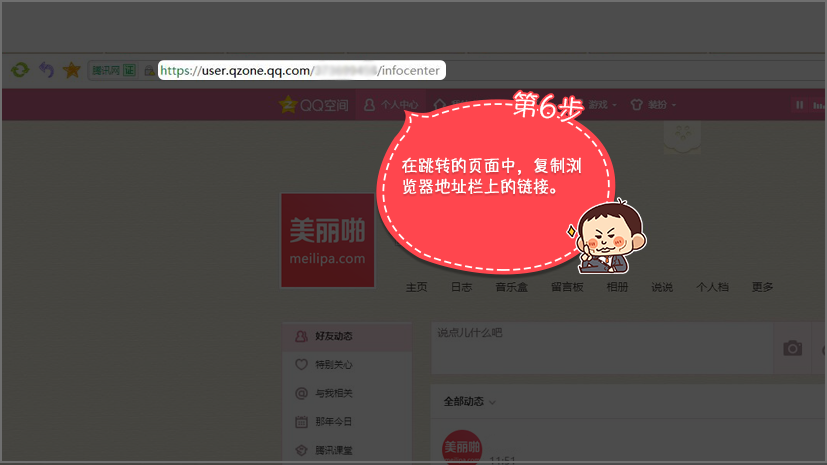 腾讯网
https://user.qzone.qq.com/
/infocenter
QQ空间
个人中心
游戏
装扮
第6步
在跳转的页面中，复制浏
览器地址栏上的链接。
美丽啪
meilipa.com
主页 日志 音乐盒 留言板 相册 说说 个人档 更多
好友动态
特别关心
与我相关
那年今日
腾讯课堂
说点儿什么吧
全部动态
美丽啪
11:51